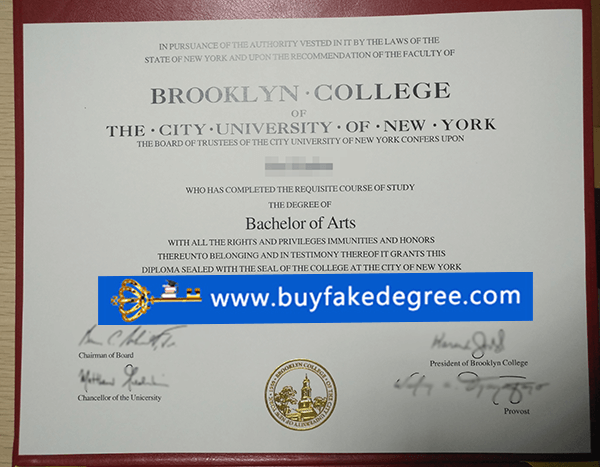 IN PURSUANCE OF THE AUTHORITY VESTED IN IT BY THE LAWS OF THE
STATE OF NEW YORK AND UPON THE RECOMMENDATION OF THE FACULTY OF
BROOKLYN·COLLEGE
OF
THE·CITY·UNIVERSITY·OF·NEW·YORK
THE BOARD OF TRUSTEES OF THE CITY UNIVERSITY OF NEW YORK CONFERS UPON
WHO HAS COMPLETED THE REQUISITE COURSE OF STUDY
THE DEGREE OF
Bachelor of Arts
WITH ALL THE RIGHTS AND PRIVILEGES IMMUNITIES AND HONORS
THEREUNTO BELONGING AND IN TESTIMONY THEREOF IT GRANTS THIS
DIPLOMA SEALED WITH THE SEAL OF THE COLLEGE AT THE CITY OF NEW YORK
www.buyfakedegree.com
Chairman of Board
President of Brooklyn College
Chancellor of the University
Provost